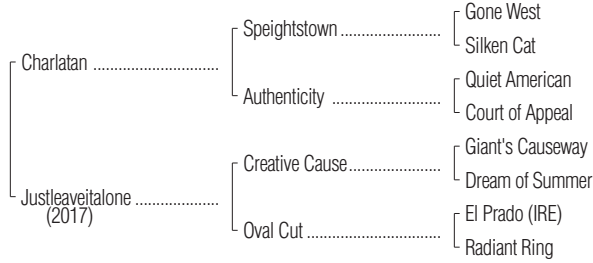 Gone West
Speightstown
Silken Cat
Charlatan
Quiet American
Authenticity
Court of Appeal
Giant's Causeway
Creative Cause
Dream of Summer
Justleaveitalone
(2017)
El Prado (IRE)
Oval Cut
Radiant Ring